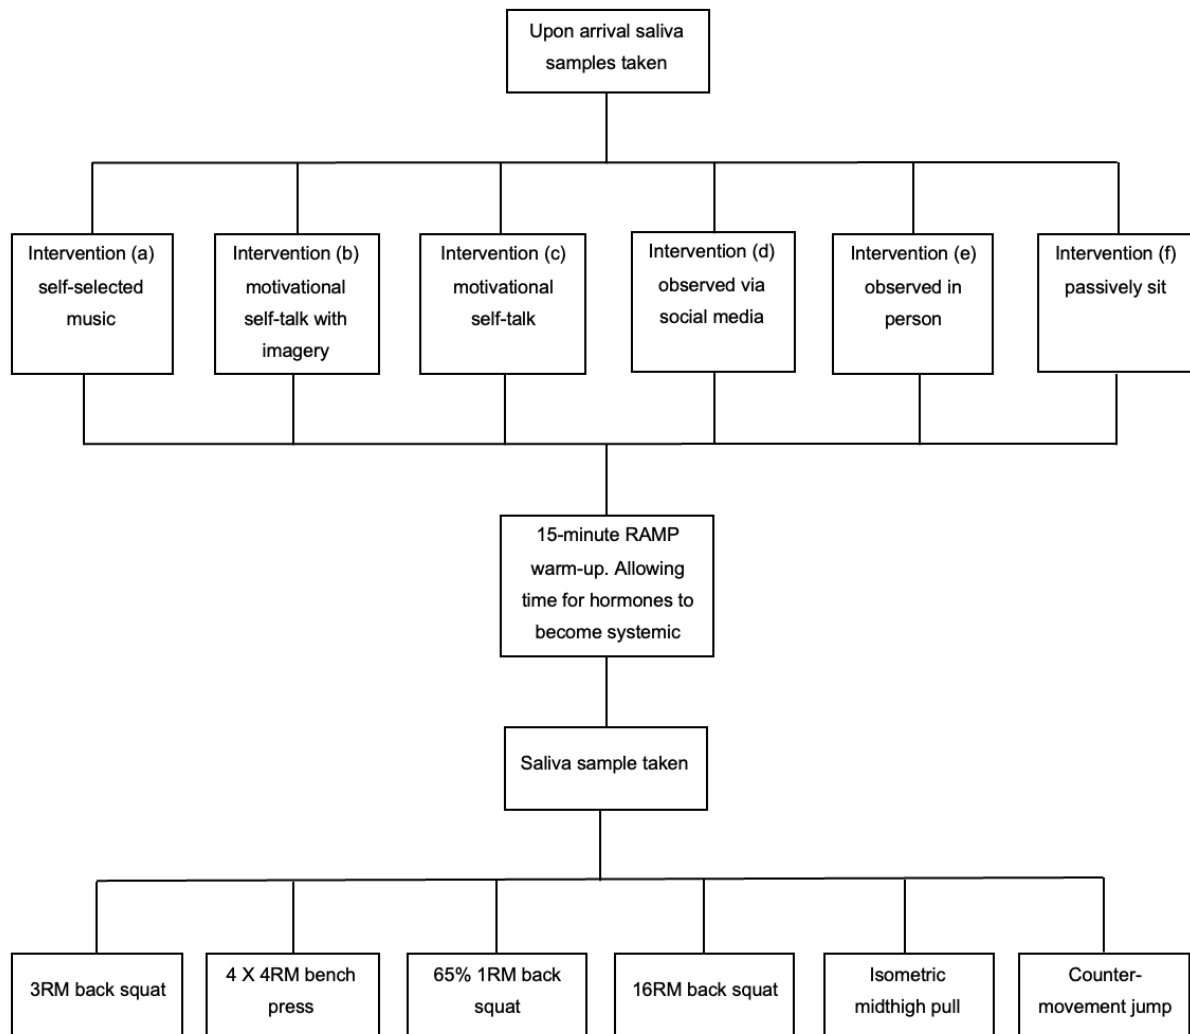 Upon arrival saliva
samples taken
Intervention (a)
self-selected
music
Intervention (b)
motivational
self-talk with
imagery
Intervention (c)
motivational
self-talk
Intervention (d)
observed via
social media
Intervention (e)
observed in
person
Intervention (f)
passively sit
15-minute RAMP
warm-up. Allowing
time for hormones to
become systemic
Saliva sample taken
3RM back squat
4 X 4RM bench
press
65% 1RM back
squat
16RM back squat
Isometric
midthigh pull
Counter-
movement jump